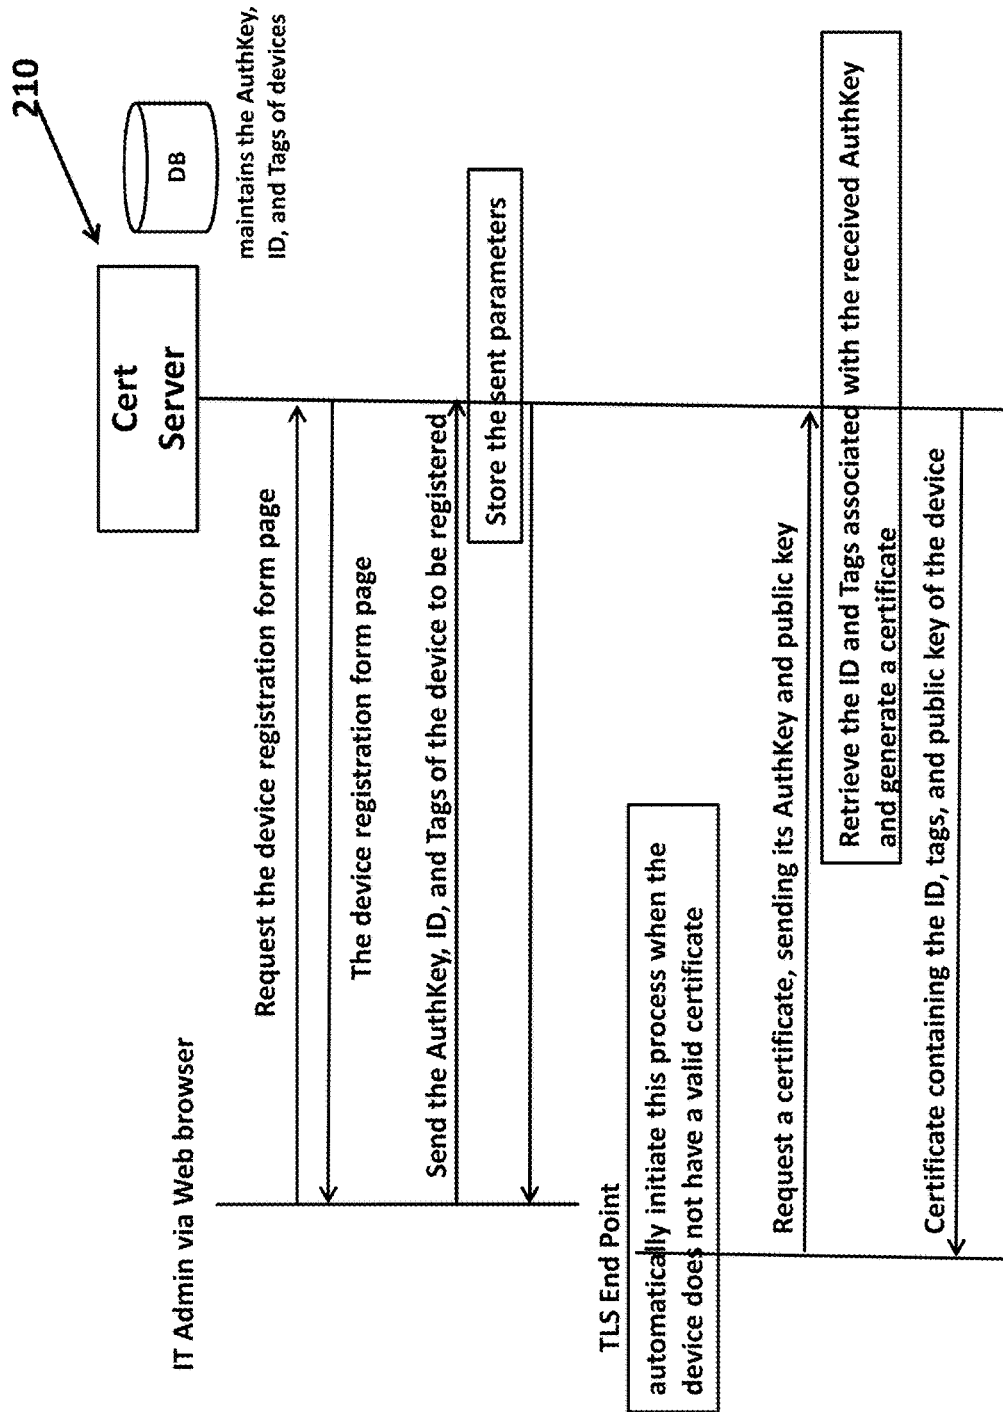 210
Cert
Server
DB
maintains the AuthKey,
ID, and Tags of devices
IT Admin via Web browser
Request the device registration form page
The device registration form page
Send the AuthKey, ID, and Tags of the device to be registered
Store the sent parameters
TLS End Point
automatically initiate this process when the
device does not have a valid certificate
Request a certificate, sending its AuthKey and public key
Retrieve the ID and Tags associated with the received AuthKey
and generate a certificate
Certificate containing the ID, tags, and public key of the device